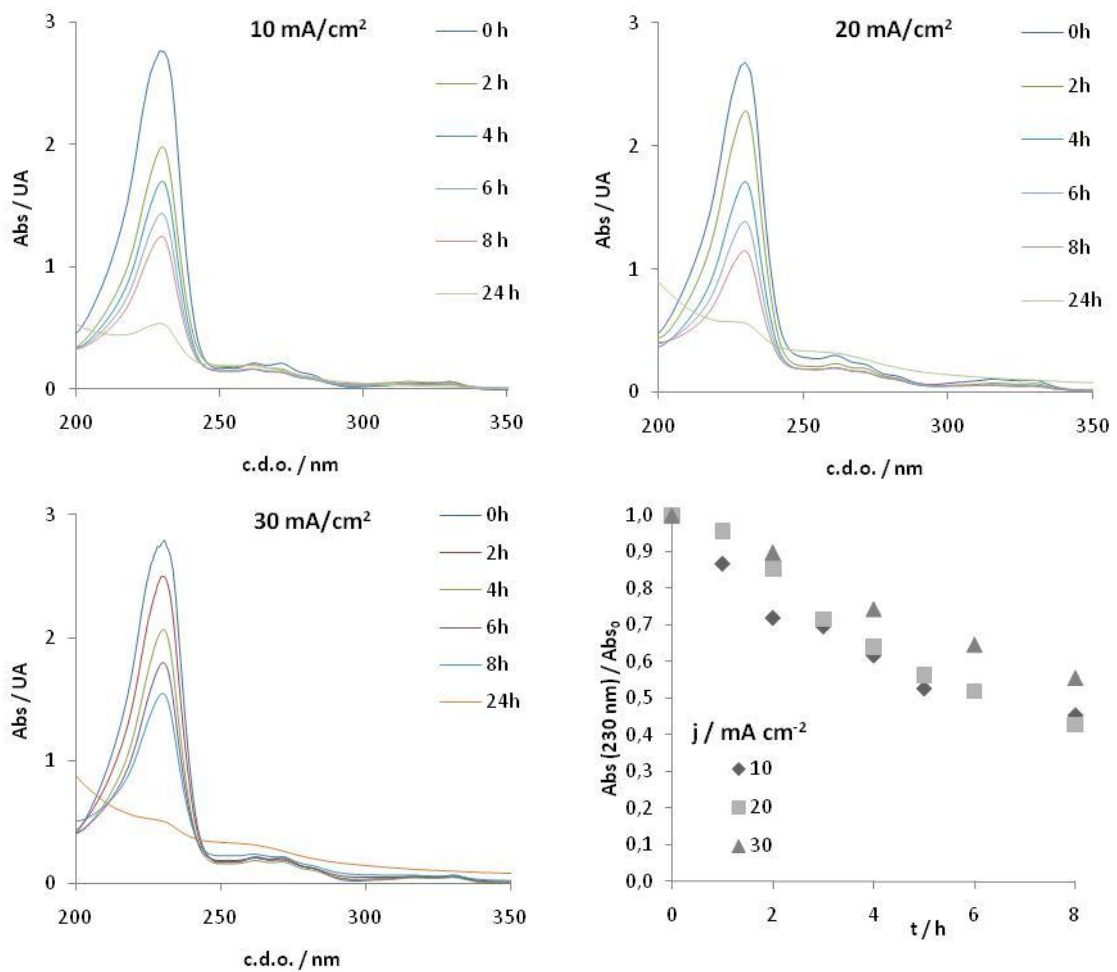 10 mA/cm²
3
2
1
0
Abs / UA
200
250
300
350
c.d.o. / nm
0 h
2 h
4 h
6 h
8 h
24 h
20 mA/cm²
3
2
1
0
Abs / UA
200
250
300
350
c.d.o. / nm
0h
2h
4h
6h
8h
24h
30 mA/cm²
3
2
1
0
Abs / UA
200
250
300
350
c.d.o. / nm
0h
2h
4h
6h
8h
24h
1,0
0,9
0,8
0,7
0,6
0,5
0,4
0,3
0,2
0,1
0,0
Abs (230 nm) / Abs₀
j / mA cm⁻²
10
20
30
0
2
4
6
8
t / h